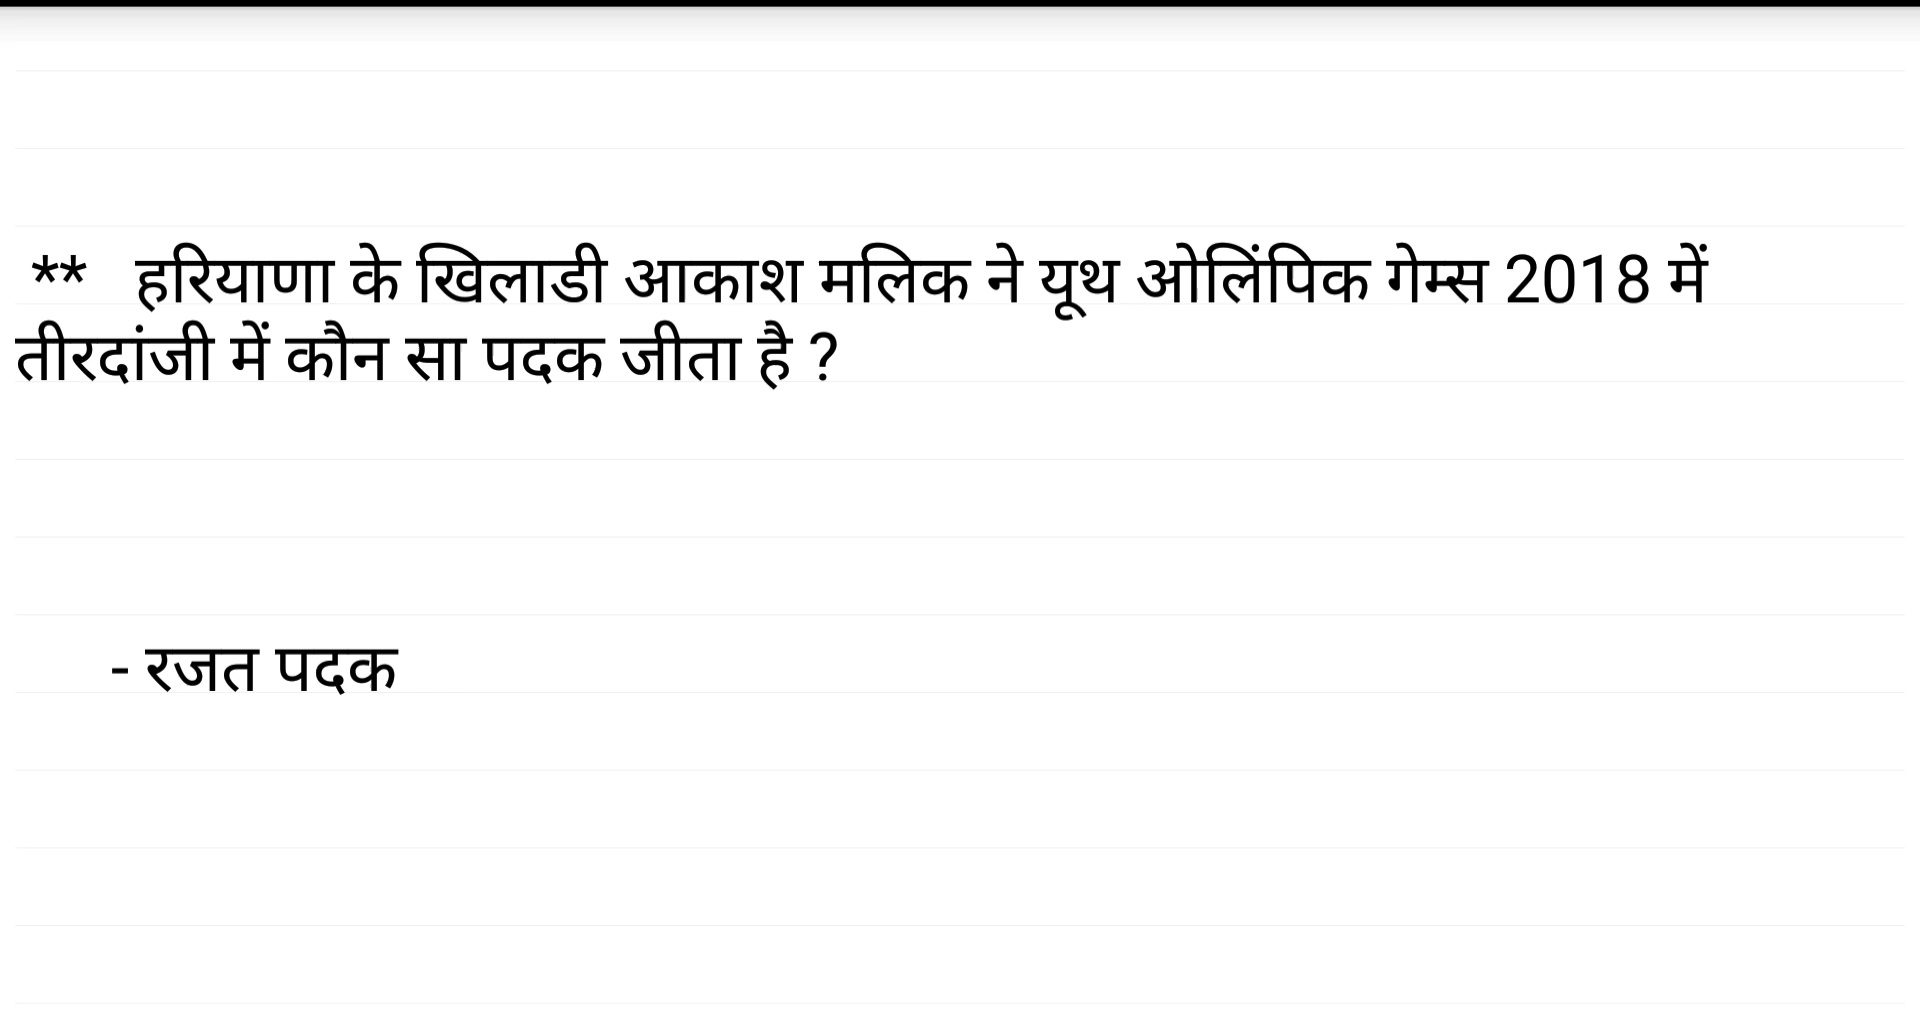 ** हरियाणा के खिलाडी आकाश मलिक ने यूथ ओलिंपिक गेम्स 2018 में
तीरदांजी में कौन सा पदक जीता है ?
- रजत पदक